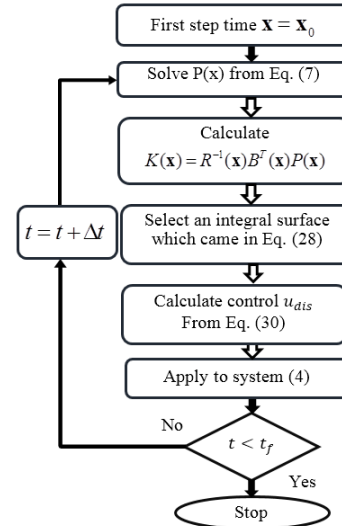 First step time x = x₀
Solve P(x) from Eq. (7)
Calculate
K(x) = R⁻¹(x)Bᵀ(x)P(x)
t = t + Δt
Select an integral surface
which came in Eq. (28)
Calculate control u_dis
From Eq. (30)
Apply to system (4)
No
t < t_f
Yes
Stop